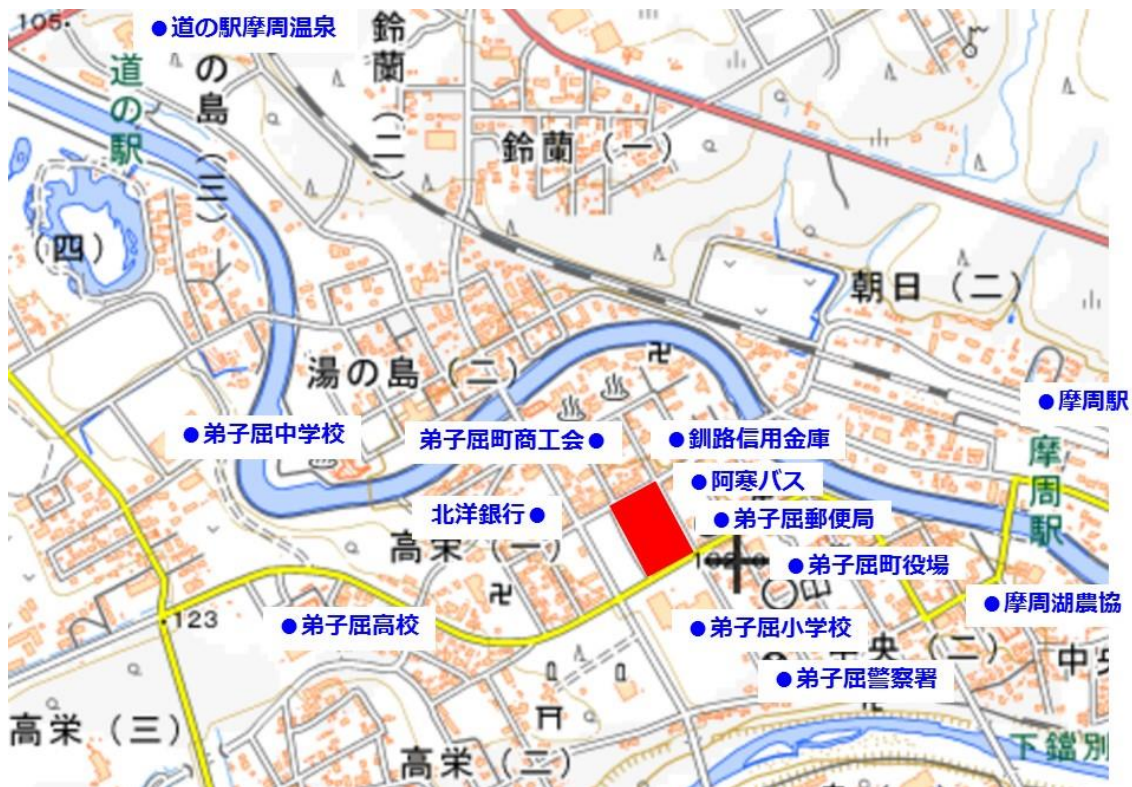 105.
●道の駅摩周温泉
道の駅
の島（三）
鈴蘭（二）
鈴蘭（一）
（四）
朝日（二）
湯の島（二）
●摩周駅
●弟子屈中学校
弟子屈町商工会●
●釧路信用金庫
摩周駅
●阿寒バス
北洋銀行●
●弟子屈郵便局
高栄（一）
●弟子屈町役場
●摩周湖農協
123
●弟子屈高校
●弟子屈小学校
央（二）
中央
●弟子屈警察署
高栄（三）
高栄（二）
下鐺別